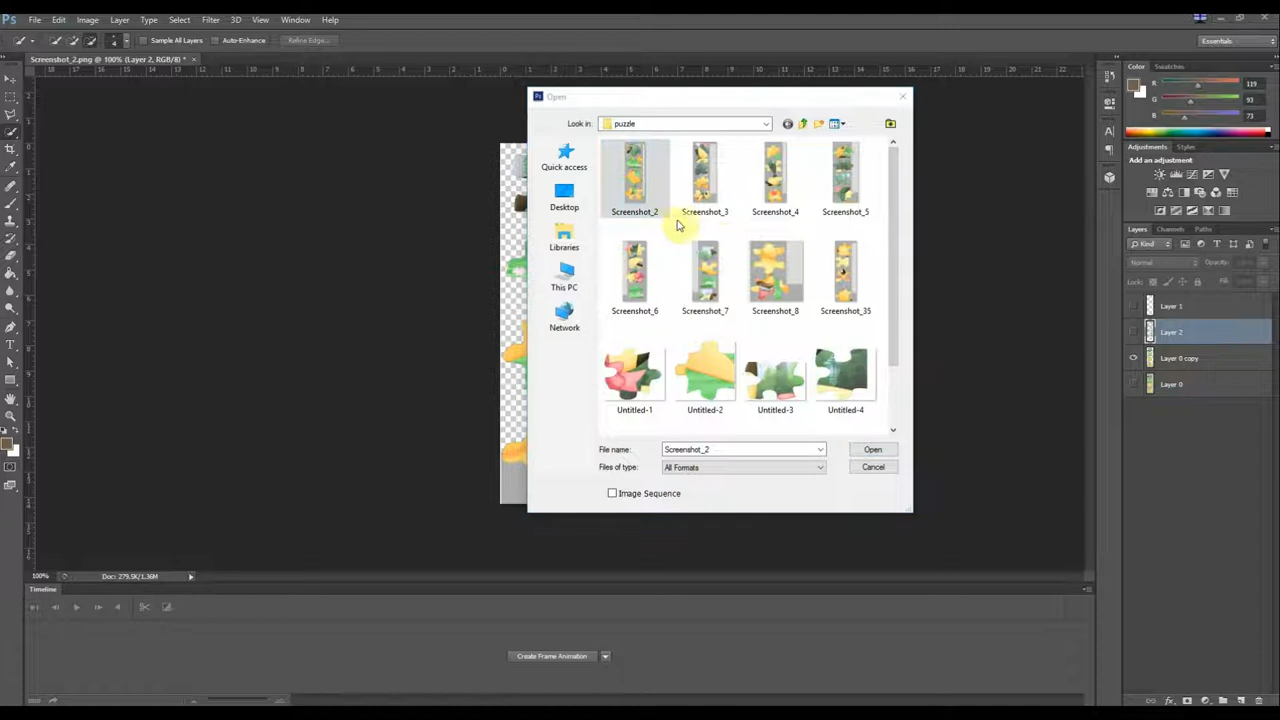 Ps File Edit Image Layer Type Select Filter 3D View Window Help
4 Sample All Layers Auto-Enhance Refine Edge... Essentials
Screenshot_2.png @ 100% (Layer 2, RGB/8) *
Open
Look in: puzzle
Quick access
Desktop
Libraries
This PC
Network
Screenshot_2 Screenshot_3 Screenshot_4 Screenshot_5
Screenshot_6 Screenshot_7 Screenshot_8 Screenshot_35
Untitled-1 Untitled-2 Untitled-3 Untitled-4
File name: Screenshot_2 Open
Files of type: All Formats Cancel
Image Sequence
Color Swatches
R: 119
G: 93
B: 73
Adjustments Styles
Add an adjustment
Layers Channels Paths
Kind
Normal Opacity:
Lock: Fill:
Layer 1
Layer 2
Layer 0 copy
Layer 0
100% Doc: 279.5K/1.36M
Timeline
Create Frame Animation